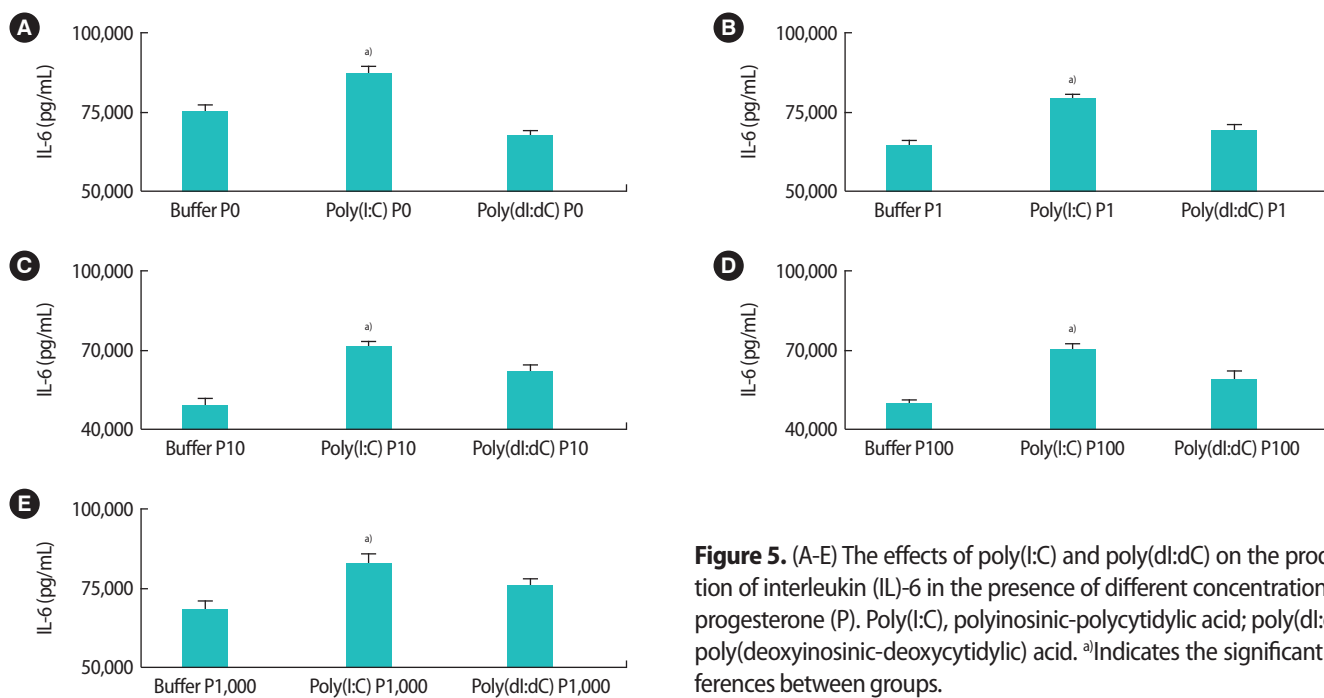 A
100,000
75,000
50,000
IL-6 (pg/mL)
a)
Buffer P0 Poly(I:C) P0 Poly(dI:dC) P0
B
100,000
75,000
50,000
IL-6 (pg/mL)
a)
Buffer P1 Poly(I:C) P1 Poly(dI:dC) P1
C
100,000
70,000
40,000
IL-6 (pg/mL)
a)
Buffer P10 Poly(I:C) P10 Poly(dI:dC) P10
D
100,000
70,000
40,000
IL-6 (pg/mL)
a)
Buffer P100 Poly(I:C) P100 Poly(dI:dC) P100
E
100,000
75,000
50,000
IL-6 (pg/mL)
a)
Buffer P1,000 Poly(I:C) P1,000 Poly(dI:dC) P1,000
Figure 5. (A-E) The effects of poly(I:C) and poly(dI:dC) on the prod
tion of interleukin (IL)-6 in the presence of different concentration
progesterone (P). Poly(I:C), polyinosinic-polycytidylic acid; poly(dI:
poly(deoxyinosinic-deoxycytidylic) acid. a)Indicates the significant
ferences between groups.